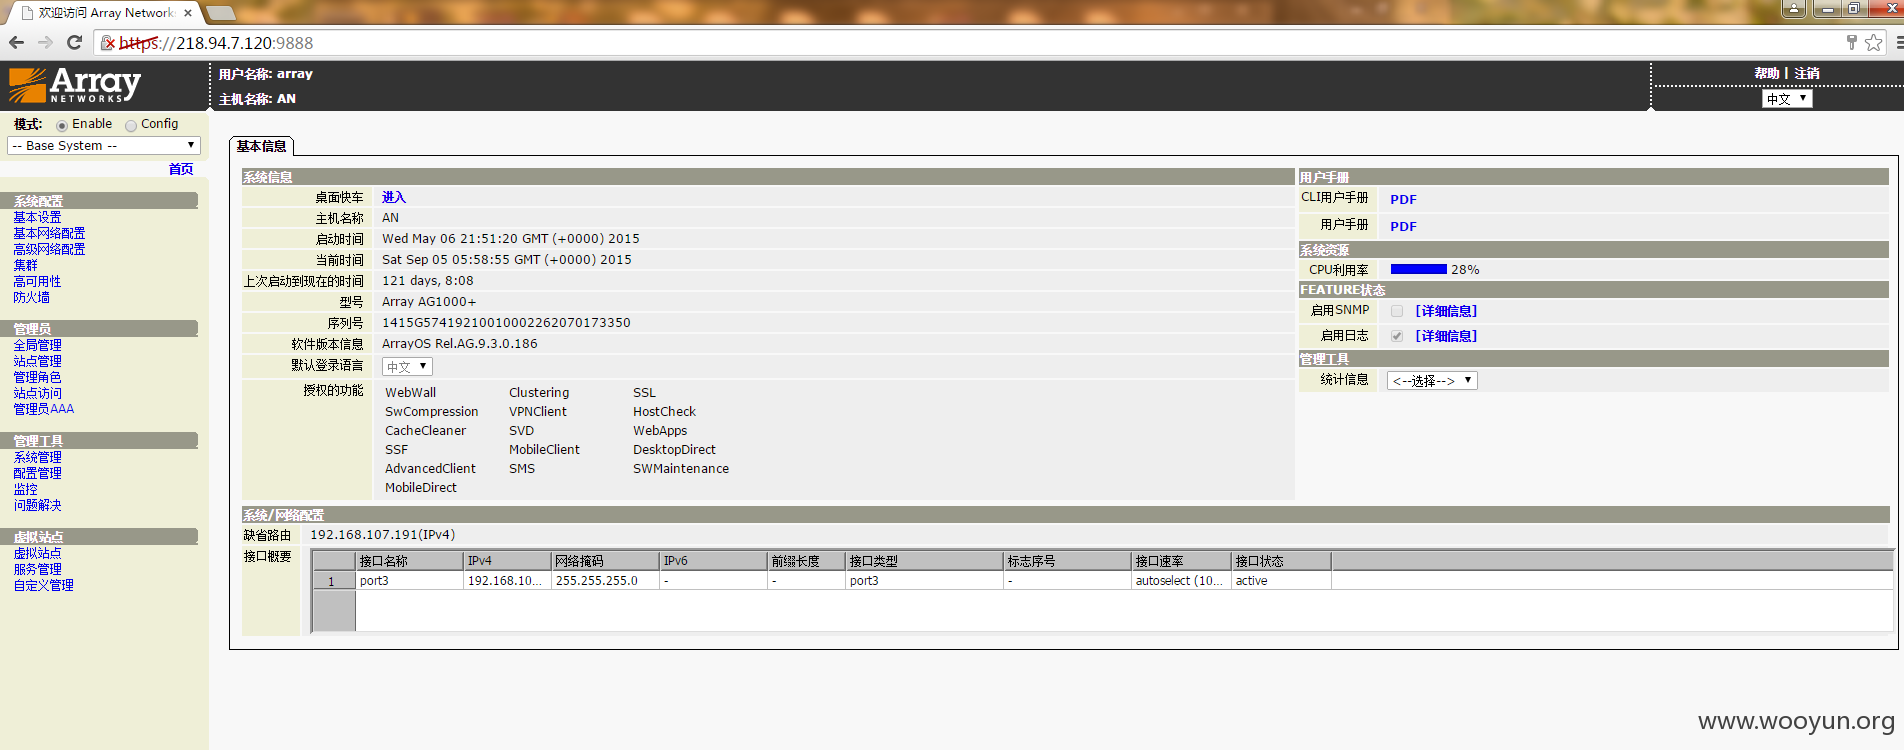 欢迎访问 Array Networks
https://218.94.7.120:9888
Array
NETWORKS
用户名称: array
主机名称: AN
帮助 | 注销
中文
模式: Enable Config
-- Base System --
首页
系统配置
基本设置
基本网络配置
高级网络配置
集群
高可用性
防火墙
管理员
全局管理
站点管理
管理角色
站点访问
管理员AAA
管理工具
系统管理
配置管理
监控
问题解决
虚拟站点
虚拟站点
服务管理
自定义管理
基本信息
系统信息
桌面快车 进入
主机名称 AN
启动时间 Wed May 06 21:51:20 GMT (+0000) 2015
当前时间 Sat Sep 05 05:58:55 GMT (+0000) 2015
上次启动到现在的时间 121 days, 8:08
型号 Array AG1000+
序列号 1415G574192100100022620701733​50
软件版本信息 ArrayOS Rel.AG.9.3.0.186
默认登录语言 中文
授权的功能
WebWall Clustering SSL
SwCompression VPNClient HostCheck
CacheCleaner SVD WebApps
SSF MobileClient DesktopDirect
AdvancedClient SMS SWMaintenance
MobileDirect
用户手册
CLI用户手册 PDF
用户手册 PDF
系统资源
CPU利用率 28%
FEATURE状态
启用SNMP [详细信息]
启用日志 [详细信息]
管理工具
统计信息 <--选择-->
系统/网络配置
缺省路由 192.168.107.191(IPv4)
接口概要
接口名称 IPv4 网络掩码 IPv6 前缀长度 接口类型 标志序号 接口速率 接口状态
1 port3 192.168.10... 255.255.255.0 - - port3 - autoselect (10... active
www.wooyun.org